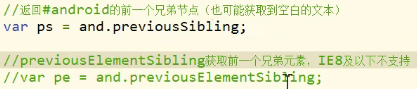 //返回#android的前一个兄弟节点（也可能获取到空白的文本）
var ps = and.previousSibling;
//previousElementSibling获取前一个兄弟元素，IE8及以下不支持
//var pe = and.previousElementSibling;